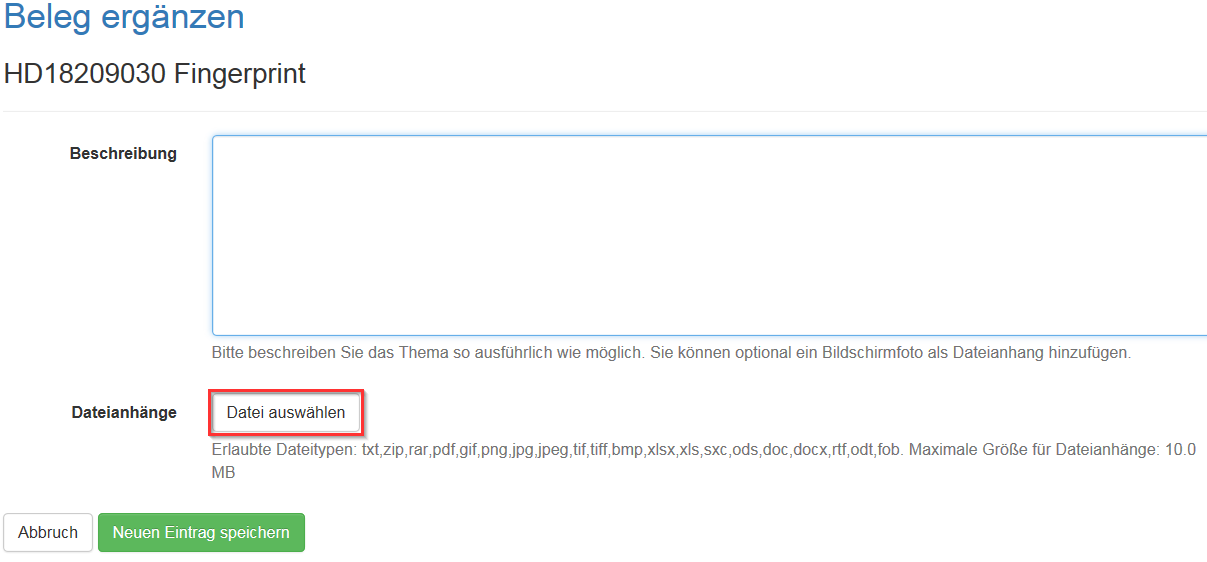 Beleg ergänzen
HD18209030 Fingerprint
Beschreibung
Bitte beschreiben Sie das Thema so ausführlich wie möglich. Sie können optional ein Bildschirmfoto als Dateianhang hinzufügen.
Dateianhänge
Datei auswählen
Erlaubte Dateitypen: txt,zip,rar,pdf,gif,png,jpg,jpeg,tif,tiff,bmp,xlsx,xls,sxc,ods,doc,docx,rtf,odt,fob. Maximale Größe für Dateianhänge: 10.0
MB
Abbruch
Neuen Eintrag speichern